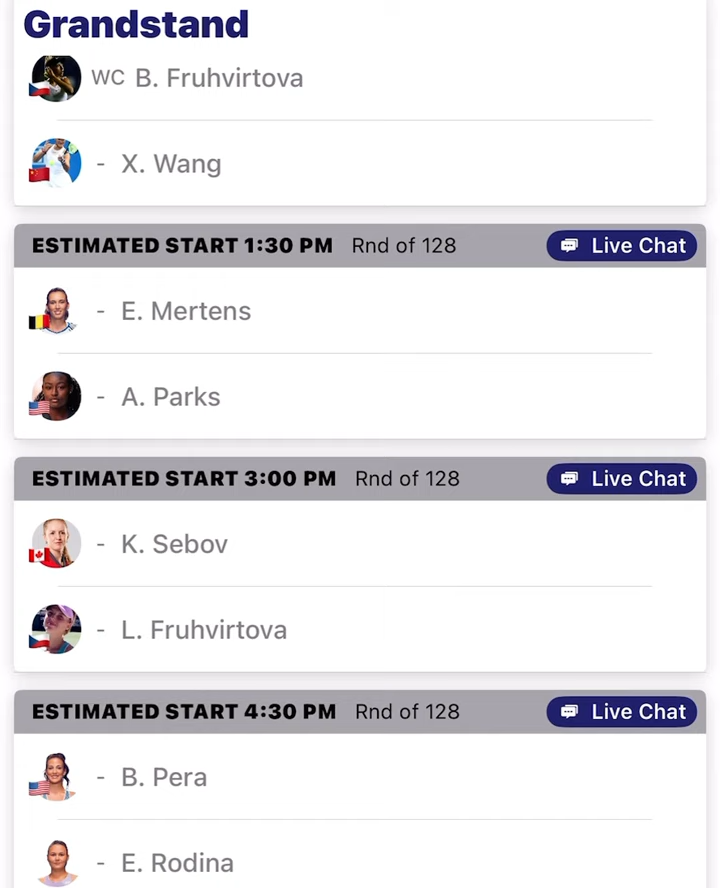 Grandstand
WC B. Fruhvirtova
- X. Wang
ESTIMATED START 1:30 PM Rnd of 128 Live Chat
- E. Mertens
- A. Parks
ESTIMATED START 3:00 PM Rnd of 128 Live Chat
- K. Sebov
- L. Fruhvirtova
ESTIMATED START 4:30 PM Rnd of 128 Live Chat
- B. Pera
- E. Rodina